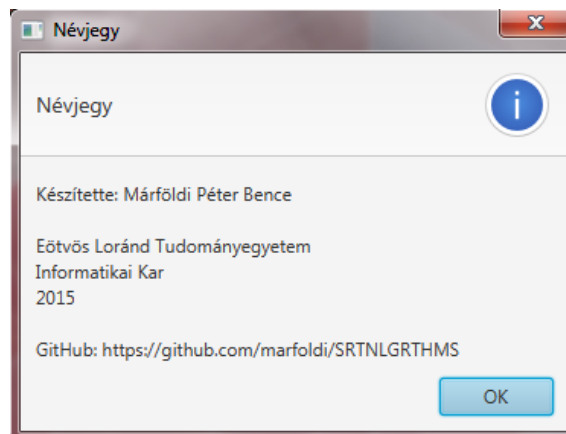 Névjegy
Névjegy
Készítette: Márföldi Péter Bence
Eötvös Loránd Tudományegyetem
Informatikai Kar
2015
GitHub: https://github.com/marfoldi/SRTNLGRTHMS
OK